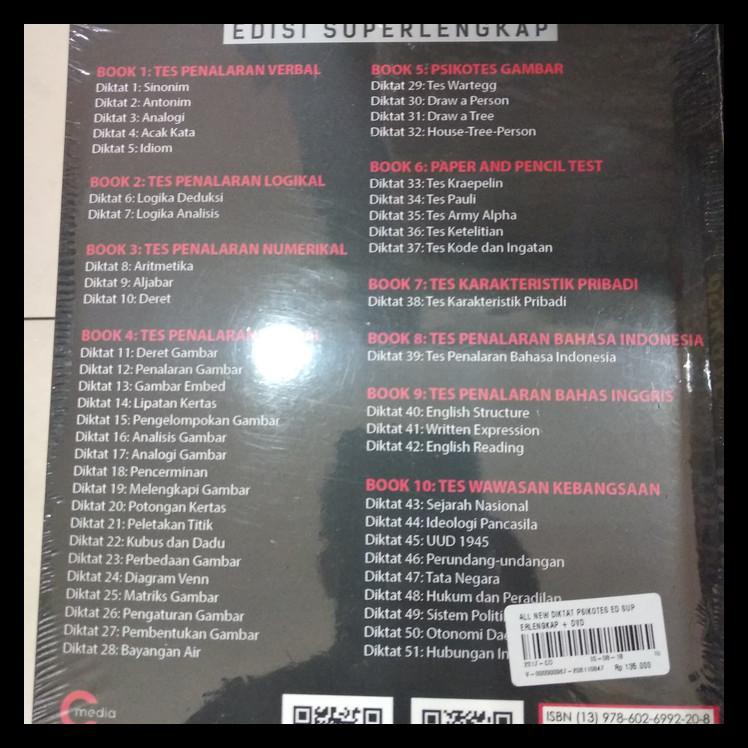 EDISI SUPERLENGKAP
BOOK 1: TES PENALARAN VERBAL
Diktat 1: Sinonim
Diktat 2: Antonim
Diktat 3: Analogi
Diktat 4: Acak Kata
Diktat 5: Idiom
BOOK 2: TES PENALARAN LOGIKAL
Diktat 6: Logika Deduksi
Diktat 7: Logika Analisis
BOOK 3: TES PENALARAN NUMERIKAL
Diktat 8: Aritmetika
Diktat 9: Aljabar
Diktat 10: Deret
BOOK 4: TES PENALARAN
Diktat 11: Deret Gambar
Diktat 12: Penalaran Gambar
Diktat 13: Gambar Embed
Diktat 14: Lipatan Kertas
Diktat 15: Pengelompokan Gambar
Diktat 16: Analisis Gambar
Diktat 17: Analogi Gambar
Diktat 18: Pencerminan
Diktat 19: Melengkapi Gambar
Diktat 20: Potongan Kertas
Diktat 21: Peletakan Titik
Diktat 22: Kubus dan Dadu
Diktat 23: Perbedaan Gambar
Diktat 24: Diagram Venn
Diktat 25: Matriks Gambar
Diktat 26: Pengaturan Gambar
Diktat 27: Pembentukan Gambar
Diktat 28: Bayangan Air
BOOK 5: PSIKOTES GAMBAR
Diktat 29: Tes Wartegg
Diktat 30: Draw a Person
Diktat 31: Draw a Tree
Diktat 32: House-Tree-Person
BOOK 6: PAPER AND PENCIL TEST
Diktat 33: Tes Kraepelin
Diktat 34: Tes Pauli
Diktat 35: Tes Army Alpha
Diktat 36: Tes Ketelitian
Diktat 37: Tes Kode dan Ingatan
BOOK 7: TES KARAKTERISTIK PRIBADI
Diktat 38: Tes Karakteristik Pribadi
BOOK 8: TES PENALARAN BAHASA INDONESIA
Diktat 39: Tes Penalaran Bahasa Indonesia
BOOK 9: TES PENALARAN BAHAS INGGRIS
Diktat 40: English Structure
Diktat 41: Written Expression
Diktat 42: English Reading
BOOK 10: TES WAWASAN KEBANGSAAN
Diktat 43: Sejarah Nasional
Diktat 44: Ideologi Pancasila
Diktat 45: UUD 1945
Diktat 46: Perundang-undangan
Diktat 47: Tata Negara
Diktat 48: Hukum dan Peradilan
Diktat 49: Sistem Politi
Diktat 50: Otonomi Dae
Diktat 51: Hubungan In
ALL NEW DIKTAT PSIKOTES ED SUP
ERLENGKAP + DVD
Rp 135.000
C media
ISBN (13) 978-602-6992-20-8